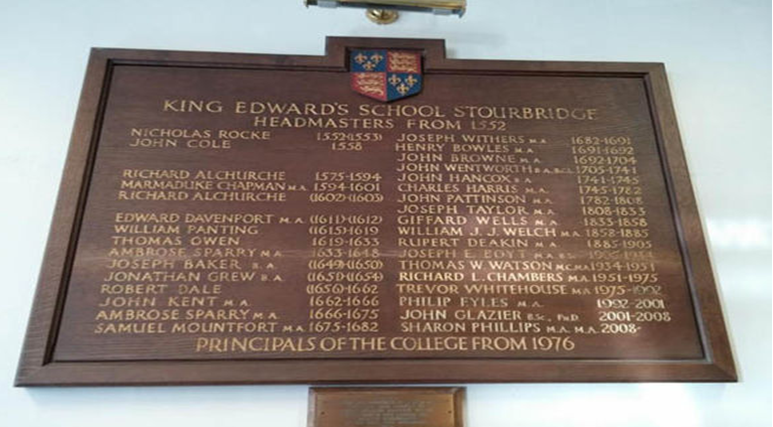 KING EDWARD'S SCHOOL STOURBRIDGE
HEADMASTERS FROM 1552
NICHOLAS ROCKE 1552(1553)
JOHN COLE 1558
RICHARD ALCHURCHE 1575-1594
MARMADUKE CHAPMAN M.A. 1594-1601
RICHARD ALCHURCHE (1602)-(1603)
EDWARD DAVENPORT M.A. (1611)-(1612)
WILLIAM PANTING (1615)-1619
THOMAS OWEN 1619-1633
AMBROSE SPARRY M.A. 1633-1648
JOSEPH BAKER B.A. (1649)-(1650)
JONATHAN GREW B.A. (1651)-(1654)
ROBERT DALE (1656)-1662
JOHN KENT M.A. 1662-1666
AMBROSE SPARRY M.A. 1666-1675
SAMUEL MOUNTFORT M.A. 1675-1682
JOSEPH WITHERS M.A. 1682-1691
HENRY BOWLES M.A. 1691-1692
JOHN BROWNE M.A. 1692-1704
JOHN WENTWORTH B.A. B.C.L. 1705-1741
JOHN HANCOX B.A. 1741-1745
CHARLES HARRIS M.A. 1745-1782
JOHN PATTINSON M.A. 1782-1808
JOSEPH TAYLOR M.A. 1808-1833
GIFFARD WELLS M.A. 1833-1858
WILLIAM J. J. WELCH M.A. 1858-1885
RUPERT DEAKIN M.A. 1885-1905
JOSEPH E. BOYT M.A. B.S.
THOMAS W. WATSON M.C. M.A. 1934-1951
RICHARD L. CHAMBERS M.A. 1951-1975
TREVOR WHITEHOUSE M.A. 1975-1992
PHILIP FYLES M.A. 1992-2001
JOHN GLAZIER B.Sc., PH.D. 2001-2008
SHARON PHILLIPS M.A. M.A. 2008-
PRINCIPALS OF THE COLLEGE FROM 1976